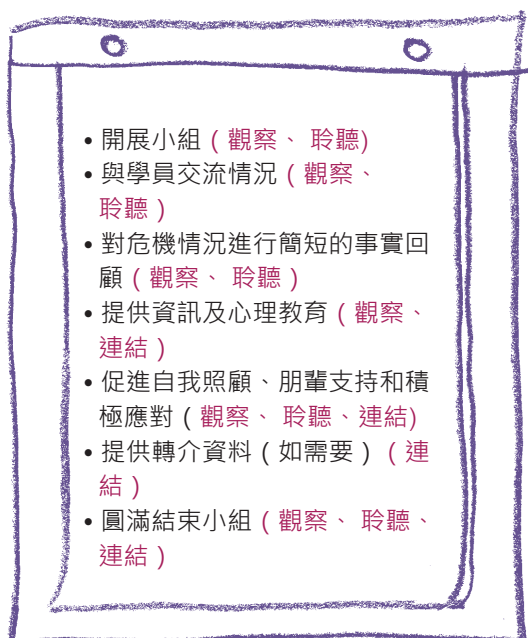 • 開展小組（觀察、 聆聽)
• 與學員交流情況（觀察、
聆聽）
• 對危機情況進行簡短的事實回
顧（觀察、 聆聽）
• 提供資訊及心理教育（觀察、
連結）
• 促進自我照顧、朋輩支持和積
極應對（觀察、 聆聽、連結)
• 提供轉介資料（如需要）（連
結）
• 圓滿結束小組（觀察、 聆聽、
連結）